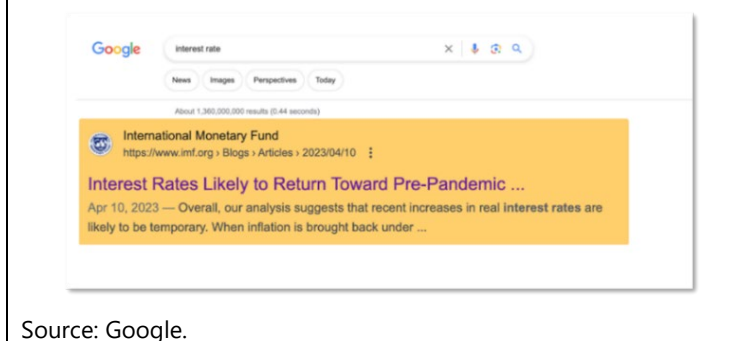 Google
interest rate
News Images Perspectives Today
About 1,360,000,000 results (0.44 seconds)
International Monetary Fund
https://www.imf.org › Blogs › Articles › 2023/04/10
Interest Rates Likely to Return Toward Pre-Pandemic ...
Apr 10, 2023 — Overall, our analysis suggests that recent increases in real interest rates are
likely to be temporary. When inflation is brought back under ...
Source: Google.